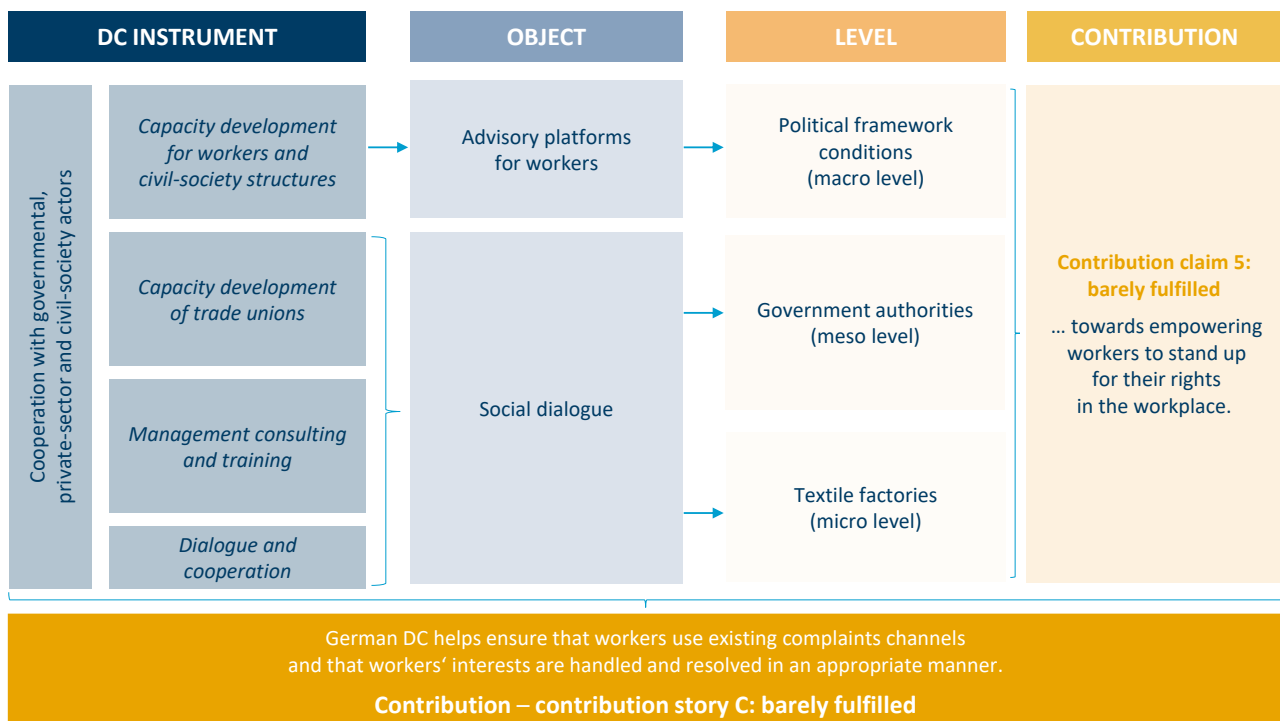 DC INSTRUMENT
OBJECT
LEVEL
CONTRIBUTION
Cooperation with governmental,
private-sector and civil-society actors
Capacity development
for workers and
civil-society structures
Advisory platforms
for workers
Political framework
conditions
(macro level)
Capacity development
of trade unions
Management consulting
and training
Dialogue and
cooperation
Social dialogue
Government authorities
(meso level)
Textile factories
(micro level)
Contribution claim 5:
barely fulfilled
... towards empowering
workers to stand up
for their rights
in the workplace.
German DC helps ensure that workers use existing complaints channels
and that workers‘ interests are handled and resolved in an appropriate manner.
Contribution – contribution story C: barely fulfilled